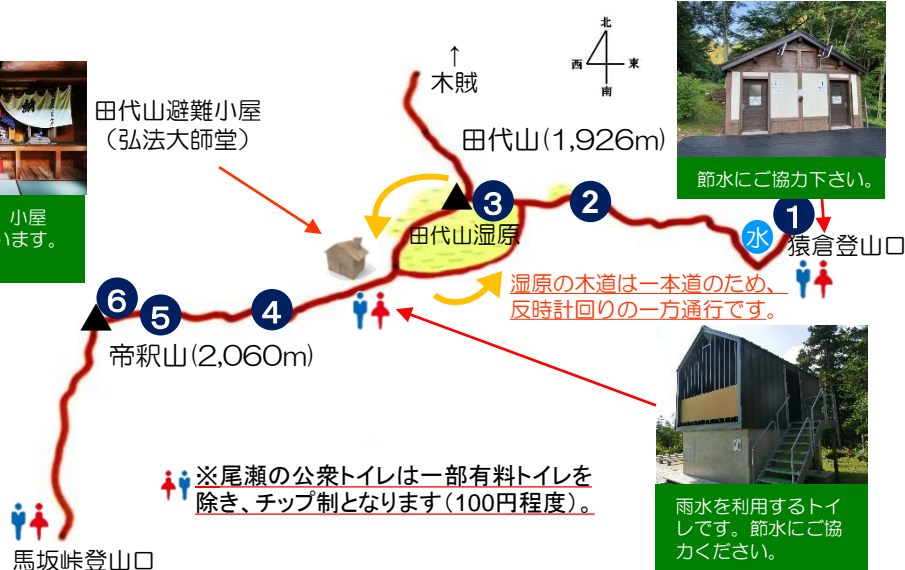 北
西 東
南
↑
木賊
田代山避難小屋
（弘法大師堂）
田代山(1,926m)
節水にご協力下さい。
小屋
います。
3
2
1
水
田代山湿原
猿倉登山口
湿原の木道は一本道のため、
反時計回りの一方通行です。
6
5
4
帝釈山(2,060m)
※尾瀬の公衆トイレは一部有料トイレを
除き、チップ制となります(100円程度)。
雨水を利用するトイ
レです。節水にご協
力ください。
馬坂峠登山口